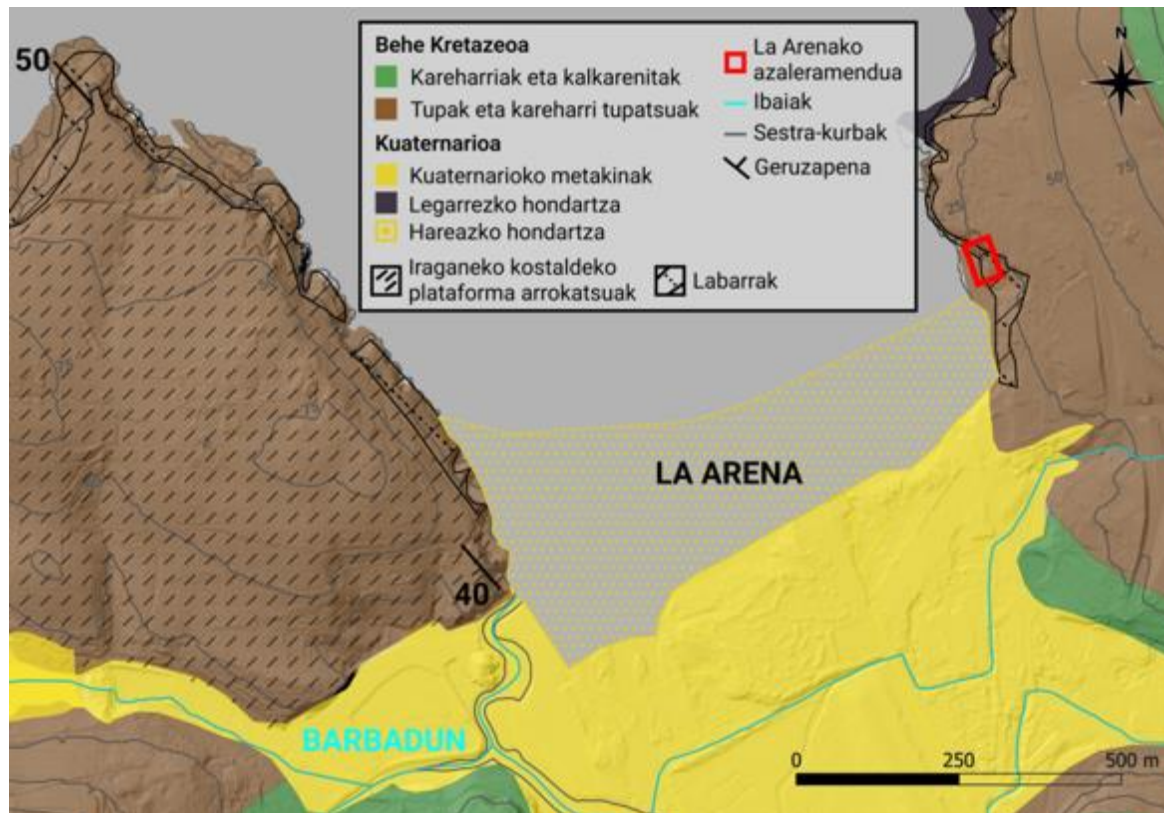 50
Behe Kretazeoa
Kareharriak eta kalkarenitak
Tupak eta kareharri tupatsuak
Kuaternarioa
Kuaternarioko metakinak
Legarrezko hondartza
Hareazko hondartza
Iraganeko kostaldeko
plataforma arrokatsuak
Labarrak
La Arenako
azaleramendua
Ibaiak
Sestra-kurbak
Geruzapena
N
75
50
25
LA ARENA
40
BARBADUN
0 250 500 m